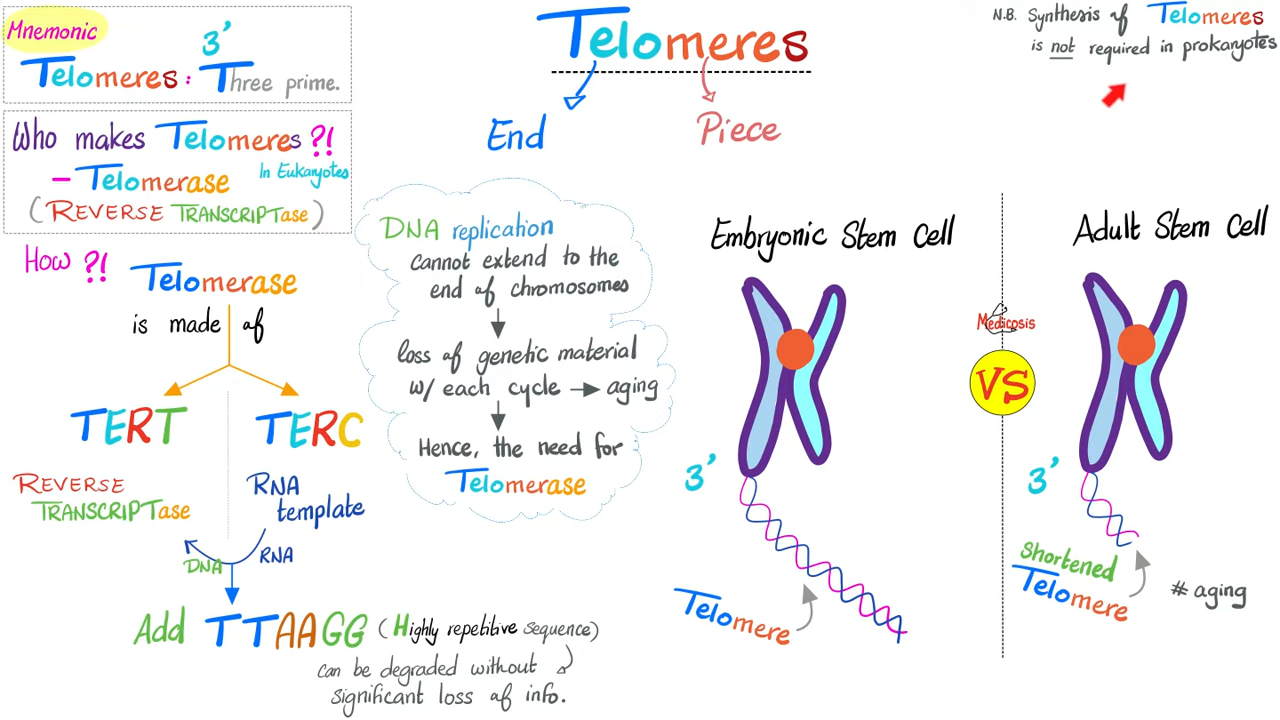 Mnemonic
3'
Telomeres : Three prime.
Who makes Telomeres ?!
– Telomerase In Eukaryotes
(REVERSE TRANSCRIPTase)
How ?!
Telomerase
is made of
TERT TERC
REVERSE
TRANSCRIPTase
RNA
template
DNA RNA
Add TTAAGG (Highly repetitive sequence)
can be degraded without
significant loss of info.
Telomeres
End Piece
DNA replication
cannot extend to the
end of chromosomes
loss of genetic material
w/ each cycle → aging
Hence, the need for
Telomerase
N.B. Synthesis of Telomeres
is not required in prokaryotes
Embryonic Stem Cell
3'
Telomere
Medicosis
VS
Adult Stem Cell
3'
Shortened
Telomere
# aging